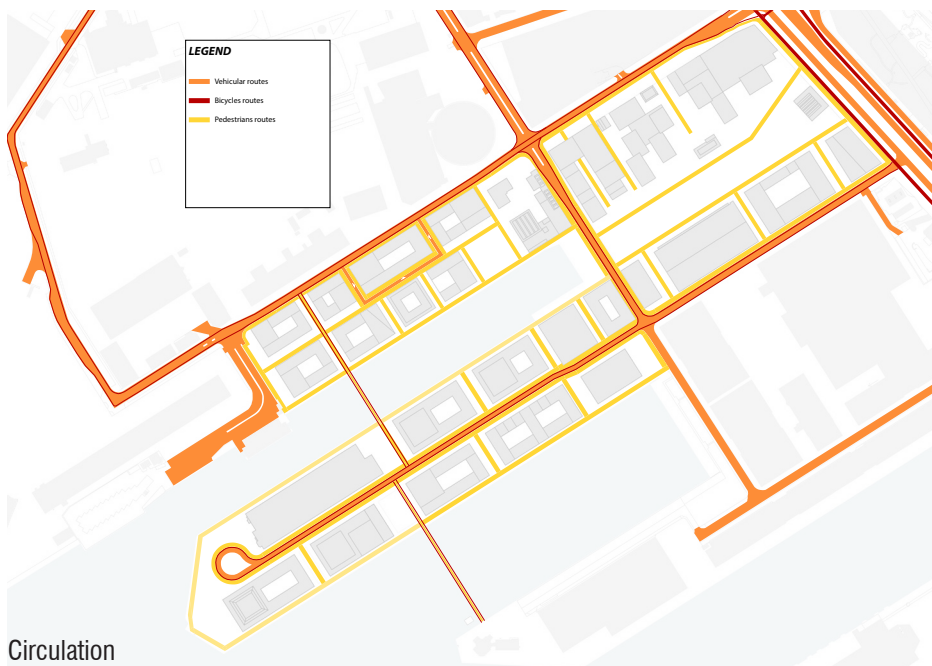 LEGEND
Vehicular routes
Bicycles routes
Pedestrians routes
Circulation